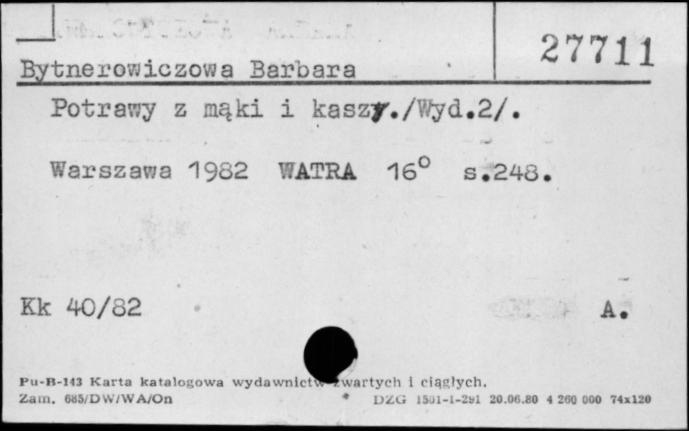 27711
Bytnerowiczowa Barbara
Potrawy z mąki i kaszy./Wyd.2/.
Warszawa 1982 WATRA 16° s.248.
Kk 40/82 A.
Pu-B-143 Karta katalogowa wydawnictw zwartych i ciągłych.
Zam. 685/DW/WA/On DZG 1501-1-291 20.06.80 4 260 000 74x120